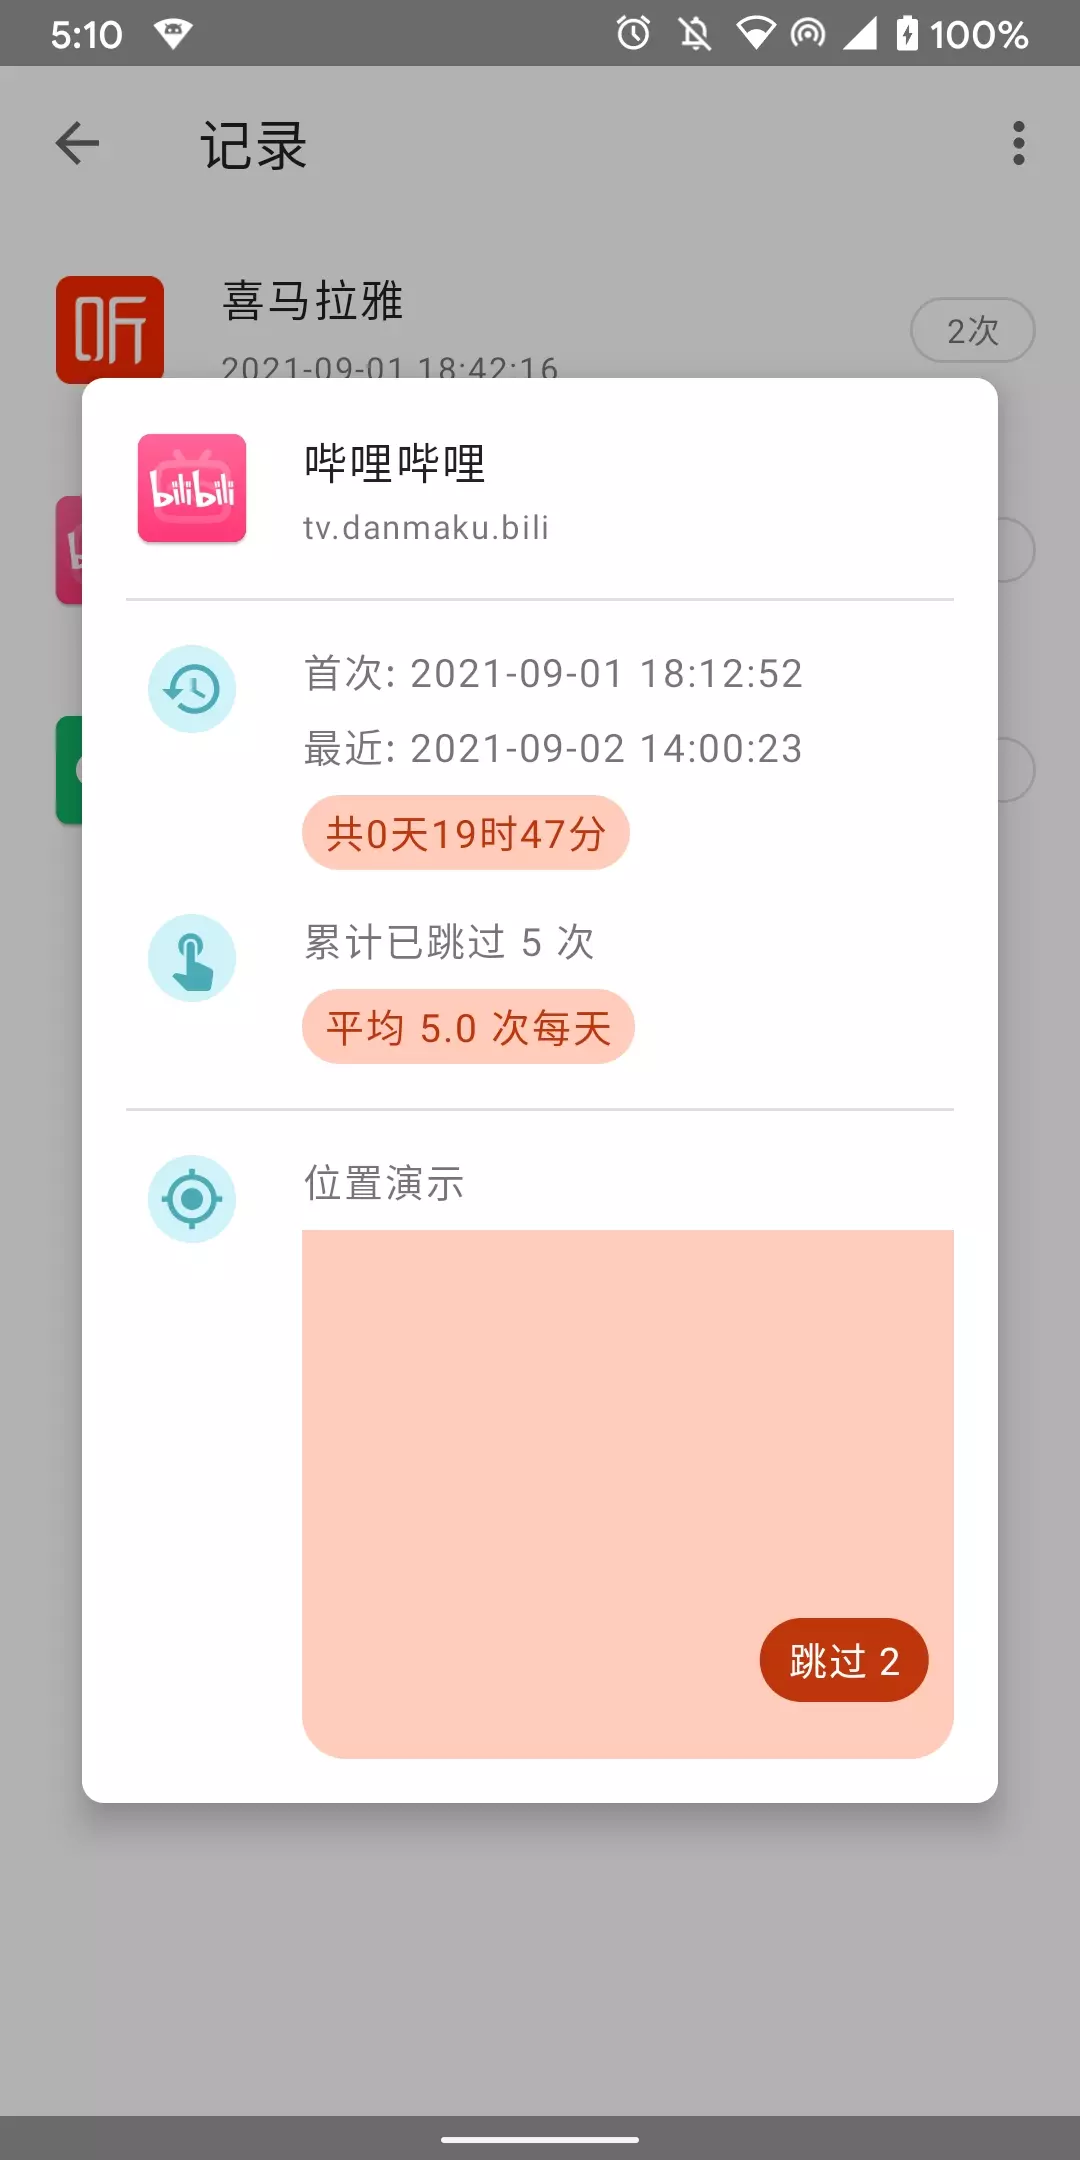 5:10
100%
记录
喜马拉雅
2次
2021-09-01 18:42:16
听
bilibili
哔哩哔哩
tv.danmaku.bili
首次: 2021-09-01 18:12:52
最近: 2021-09-02 14:00:23
共0天19时47分
累计已跳过 5 次
平均 5.0 次每天
位置演示
跳过 2